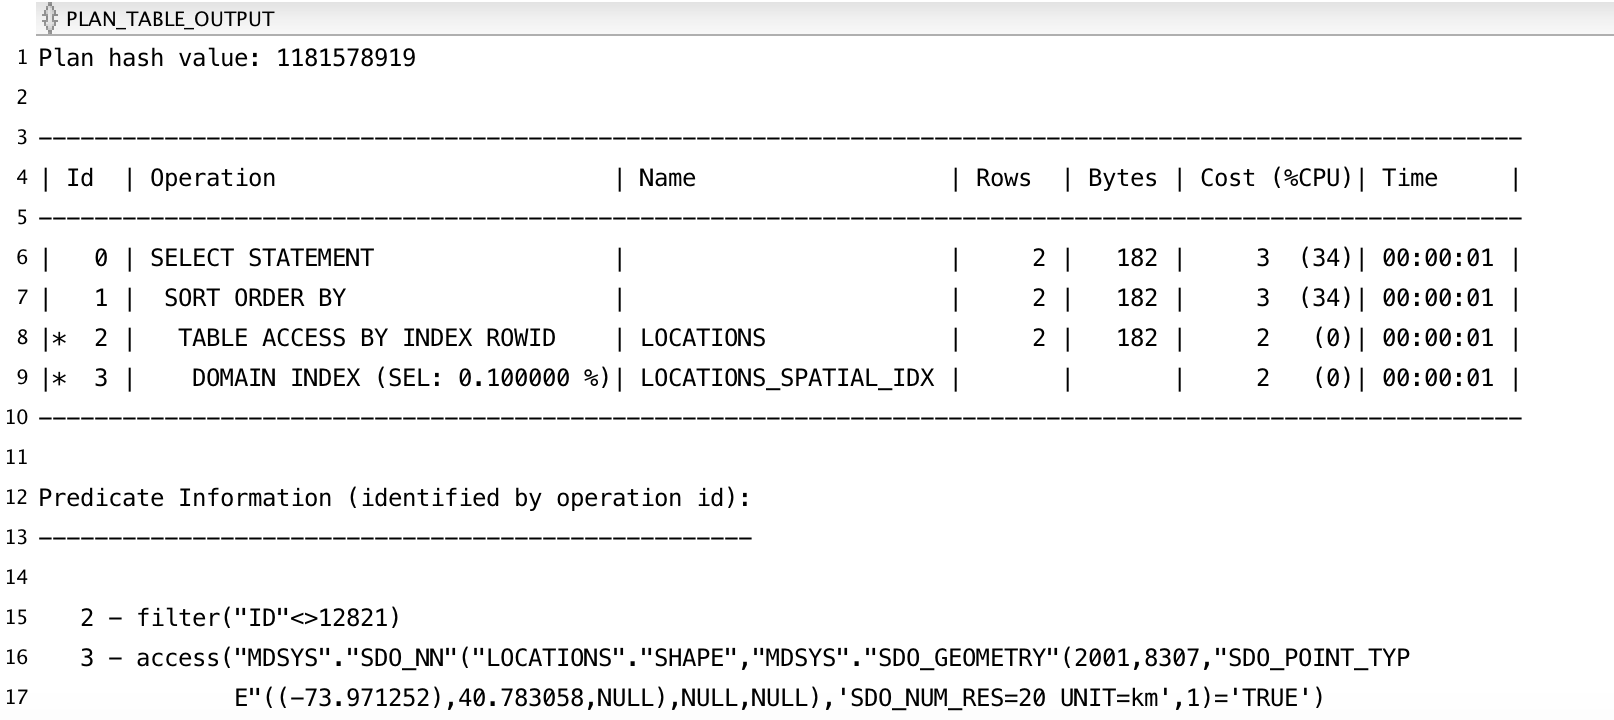 PLAN_TABLE_OUTPUT
1 Plan hash value: 1181578919
2
3 ----------------------------------------------------------------------------------------------------------
4 | Id  | Operation                        | Name                  | Rows  | Bytes | Cost (%CPU)| Time     |
5 ----------------------------------------------------------------------------------------------------------
6 |   0 | SELECT STATEMENT                 |                       |     2 |   182 |     3  (34)| 00:00:01 |
7 |   1 |  SORT ORDER BY                   |                       |     2 |   182 |     3  (34)| 00:00:01 |
8 |*  2 |   TABLE ACCESS BY INDEX ROWID    | LOCATIONS             |     2 |   182 |     2   (0)| 00:00:01 |
9 |*  3 |    DOMAIN INDEX (SEL: 0.100000 %)| LOCATIONS_SPATIAL_IDX |       |       |     2   (0)| 00:00:01 |
10 ----------------------------------------------------------------------------------------------------------
11
12 Predicate Information (identified by operation id):
13 ---------------------------------------------------
14
15    2 - filter("ID"<>12821)
16    3 - access("MDSYS"."SDO_NN"("LOCATIONS"."SHAPE","MDSYS"."SDO_GEOMETRY"(2001,8307,"SDO_POINT_TYP
17               E"((-73.971252),40.783058,NULL),NULL,NULL),'SDO_NUM_RES=20 UNIT=km',1)='TRUE')